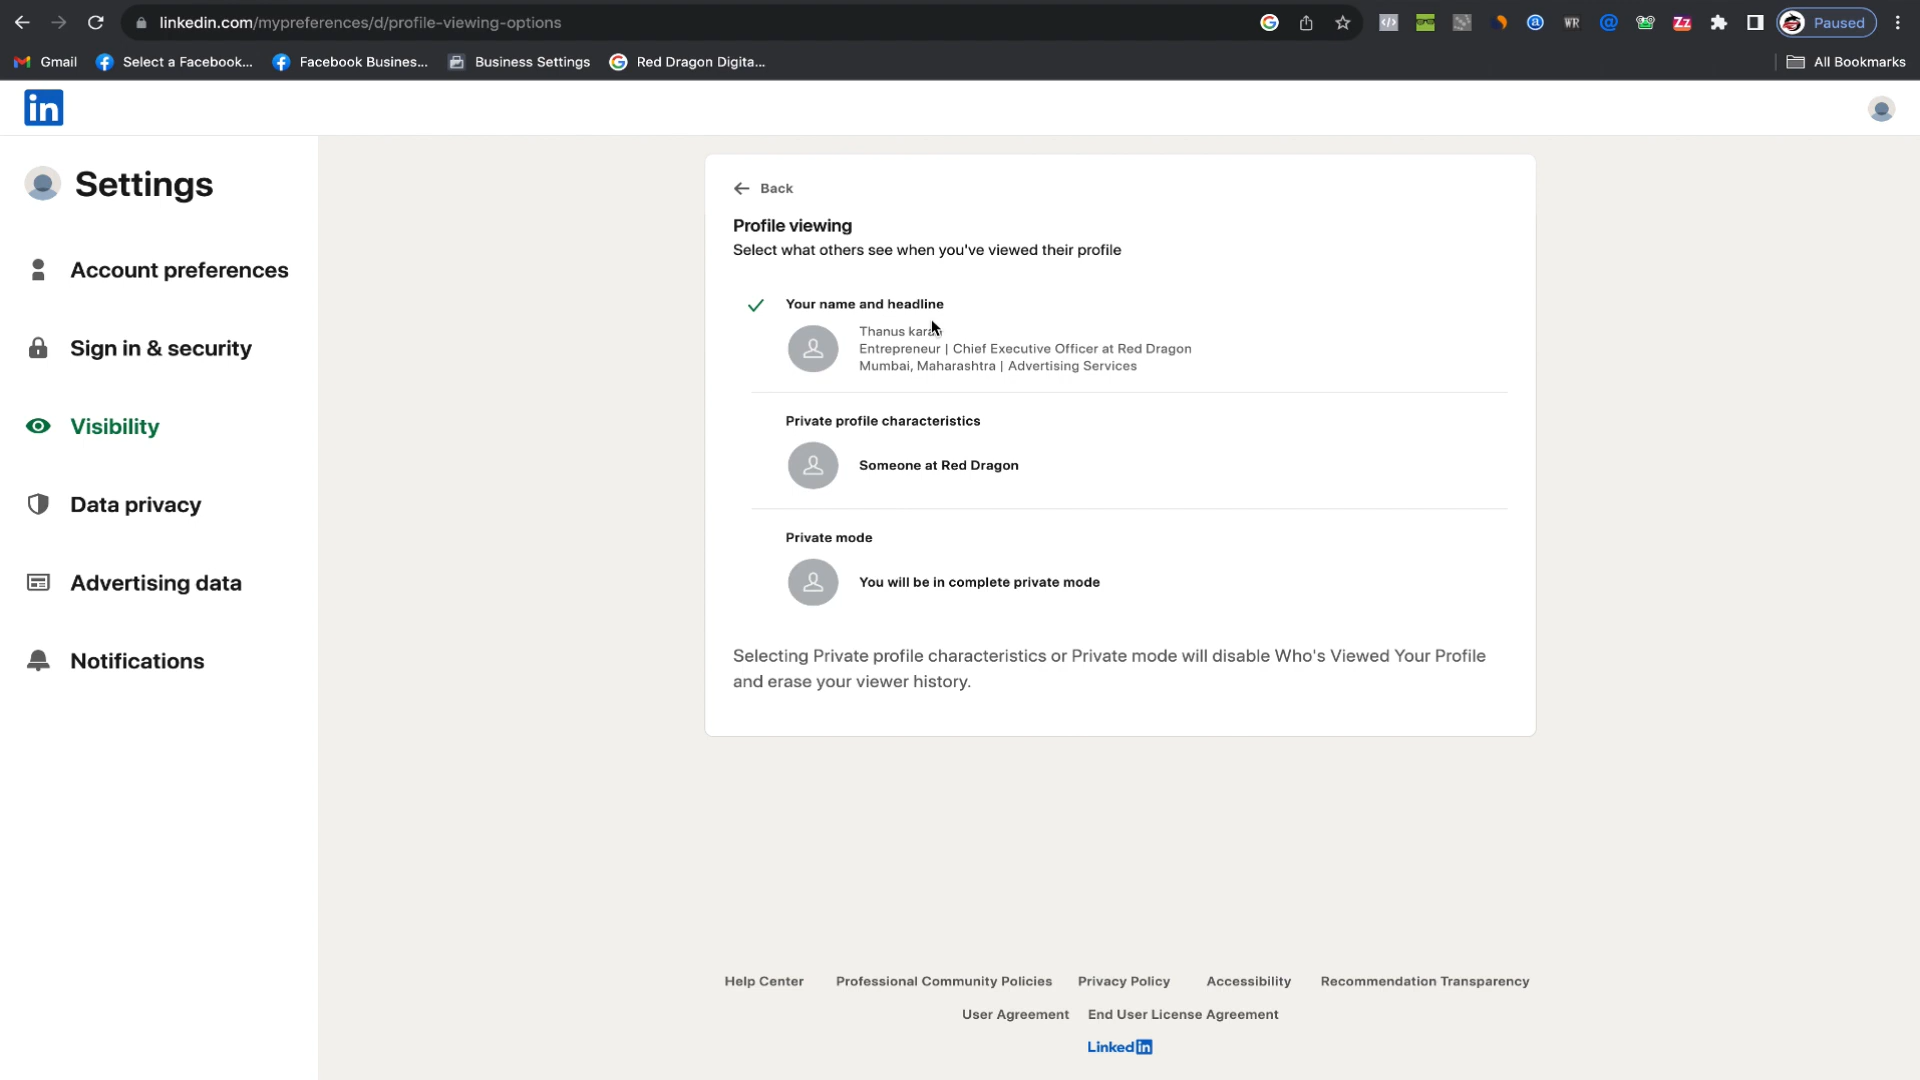 linkedin.com/mypreferences/d/profile-viewing-options
WR
Zz
Paused
Gmail
Select a Facebook...
Facebook Busines...
Business Settings
Red Dragon Digita...
All Bookmarks
in
Settings
Account preferences
Sign in & security
Visibility
Data privacy
Advertising data
Notifications
Back
Profile viewing
Select what others see when you've viewed their profile
Your name and headline
Thanus
Entrepreneur | Chief Executive Officer at Red Dragon
Mumbai, Maharashtra | Advertising Services
Private profile characteristics
Someone at Red Dragon
Private mode
You will be in complete private mode
Selecting Private profile characteristics or Private mode will disable Who's Viewed Your Profile
and erase your viewer history.
Help Center Professional Community Policies Privacy Policy Accessibility Recommendation Transparency
User Agreement End User License Agreement
Linked in